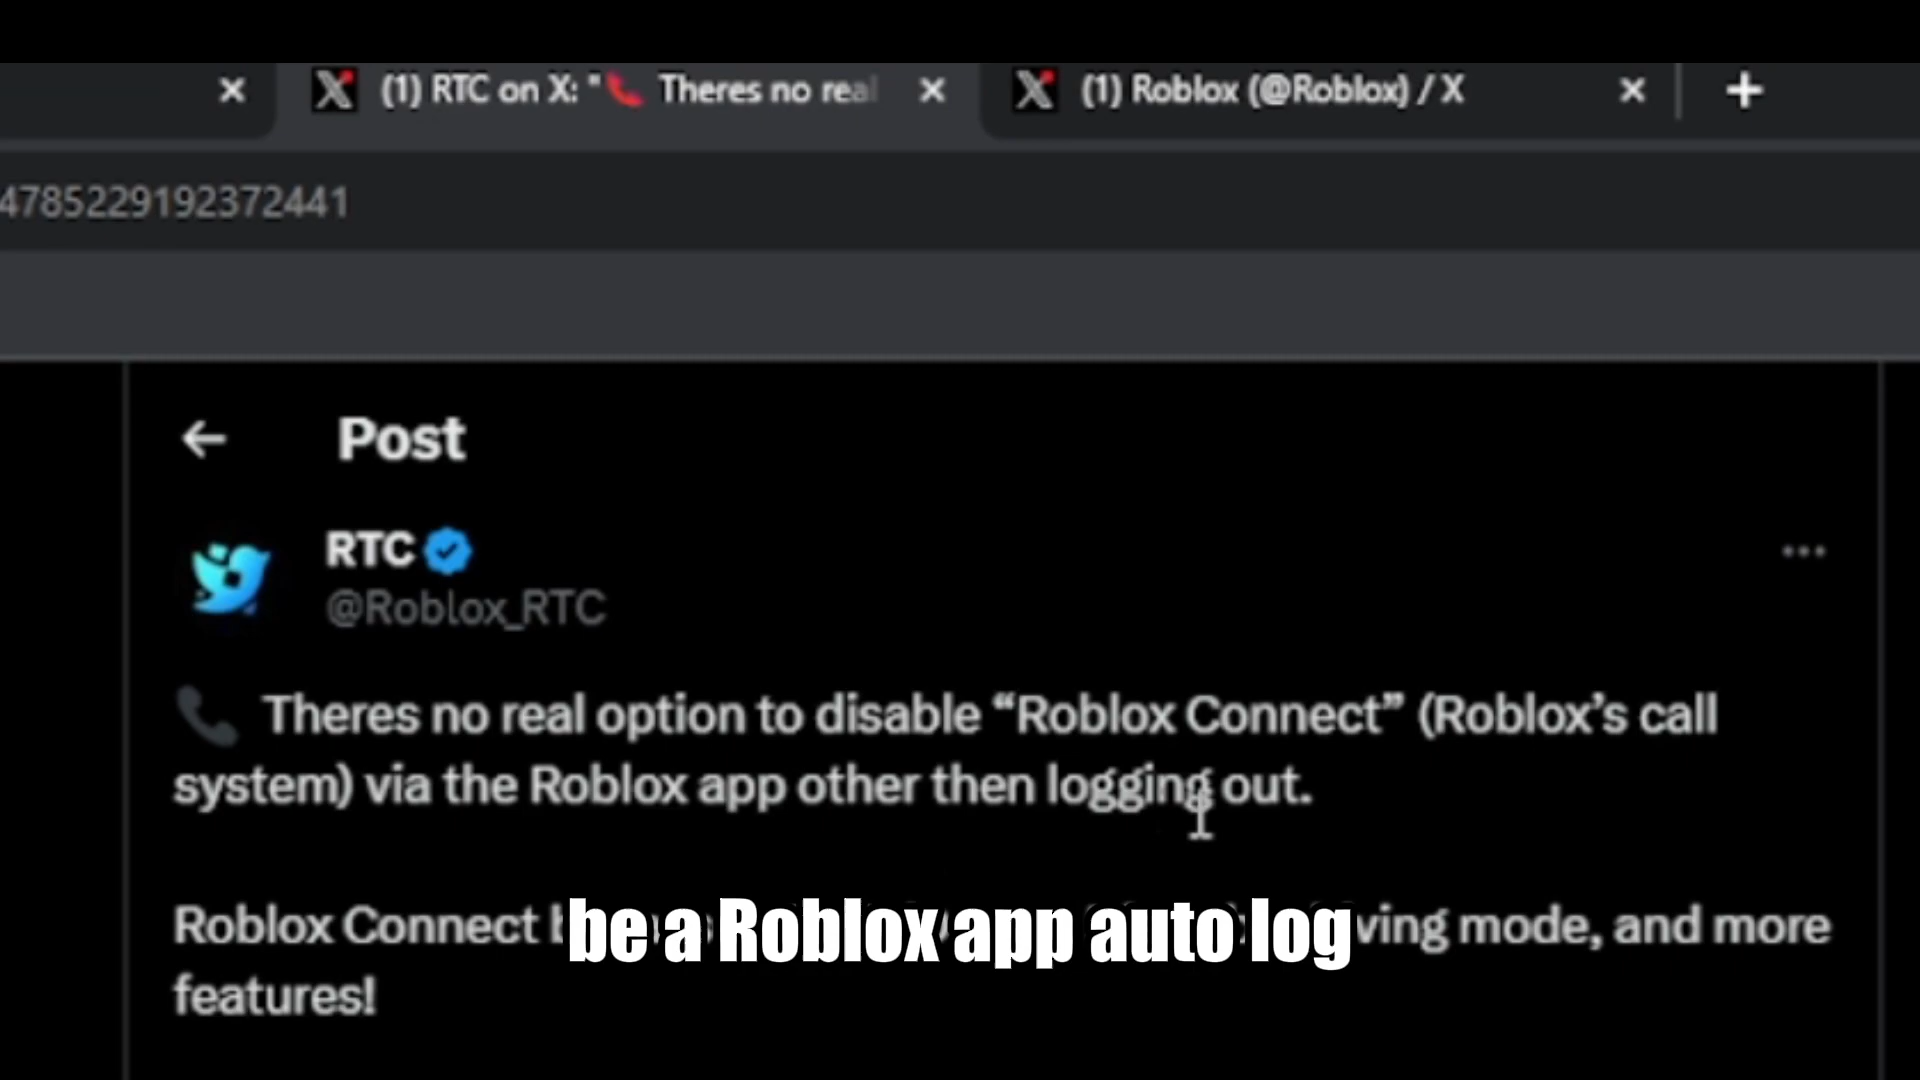 (1) RTC on X: "📞 Theres no real
(1) Roblox (@Roblox) / X
4785229192372441
Post
RTC
@Roblox_RTC
📞 Theres no real option to disable “Roblox Connect” (Roblox’s call
system) via the Roblox app other then logging out.
Roblox Connect ving mode, and more
be a Roblox app auto log
features!